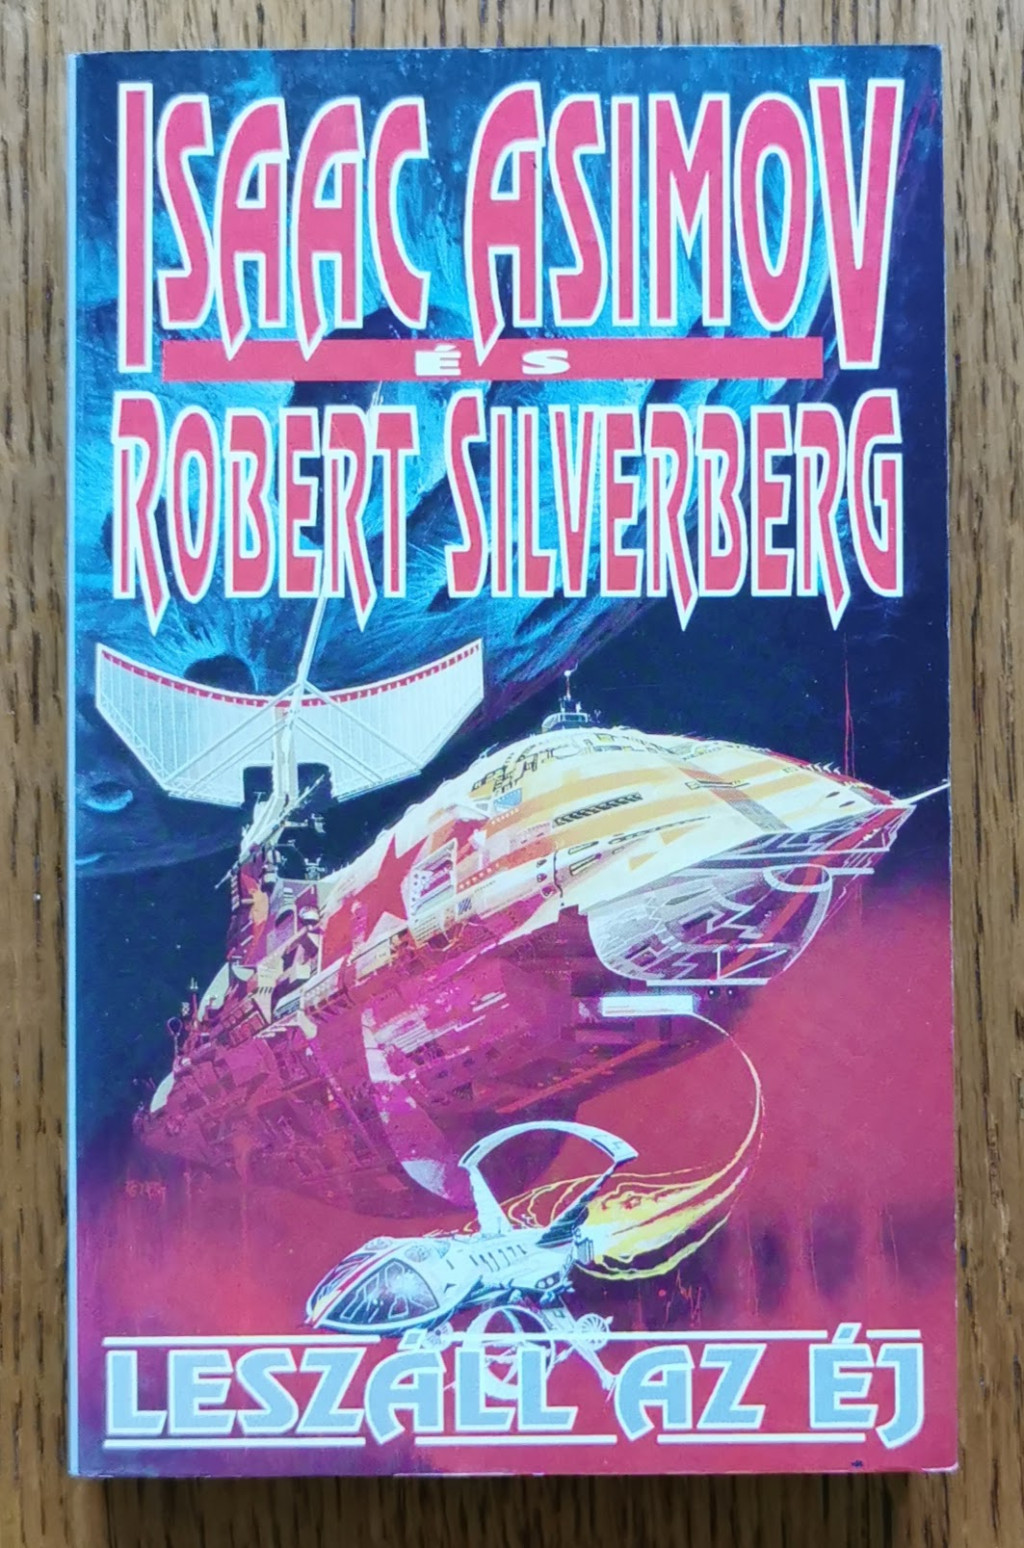 ISAAC ASIMOV
ÉS
ROBERT SILVERBERG
LESZÁLL AZ ÉJ